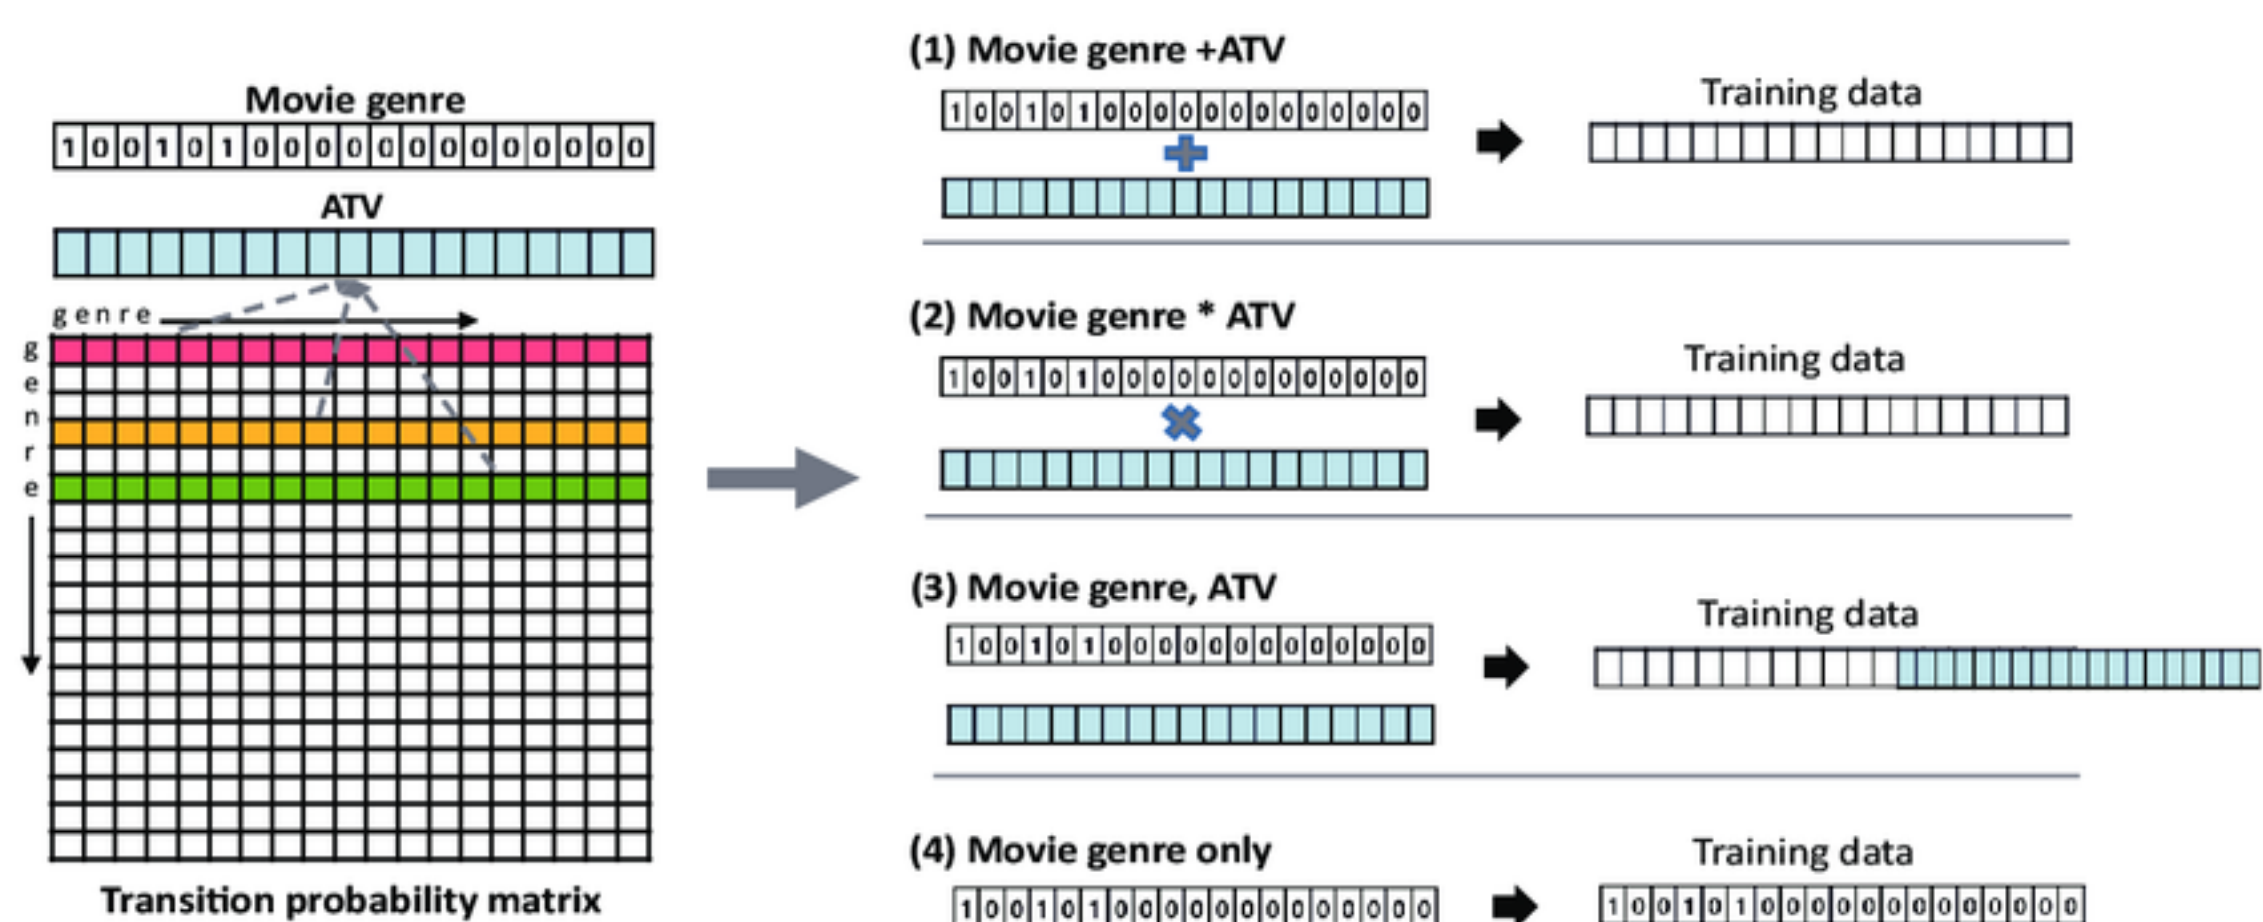 Movie genre
1 0 0 1 0 1 0 0 0 0 0 0 0 0 0 0 0 0 0
ATV
genre
genre
Transition probability matrix
(1) Movie genre +ATV
1 0 0 1 0 1 0 0 0 0 0 0 0 0 0 0 0 0 0
Training data
(2) Movie genre * ATV
1 0 0 1 0 1 0 0 0 0 0 0 0 0 0 0 0 0 0
Training data
(3) Movie genre, ATV
1 0 0 1 0 1 0 0 0 0 0 0 0 0 0 0 0 0 0
Training data
(4) Movie genre only
1 0 0 1 0 1 0 0 0 0 0 0 0 0 0 0 0 0 0
Training data
1 0 0 1 0 1 0 0 0 0 0 0 0 0 0 0 0 0 0